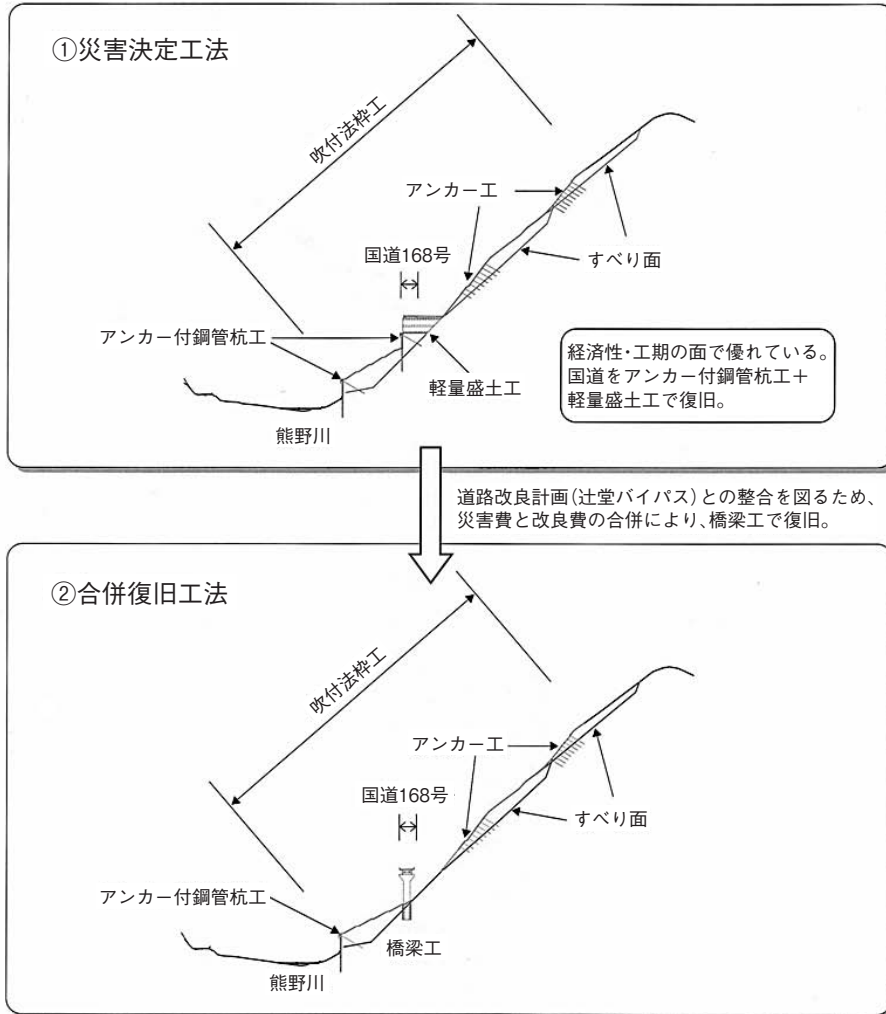 ①災害決定工法
吹付法枠工
アンカー工
国道168号
すべり面
アンカー付鋼管杭工
軽量盛土工
熊野川
経済性・工期の面で優れている。
国道をアンカー付鋼管杭工＋
軽量盛土工で復旧。
道路改良計画(辻堂バイパス)との整合を図るため、
災害費と改良費の合併により、橋梁工で復旧。
②合併復旧工法
吹付法枠工
アンカー工
国道168号
すべり面
アンカー付鋼管杭工
橋梁工
熊野川